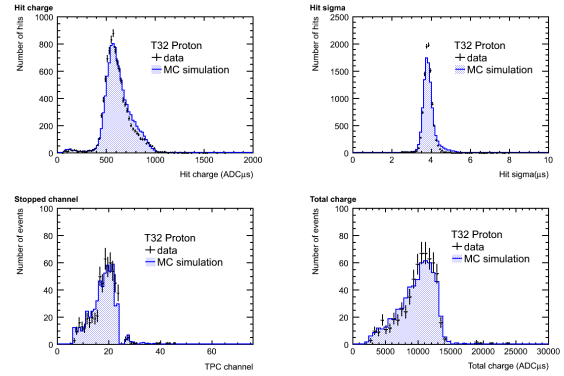 Hit charge
Number of hits
1000
800
600
400
200
0
T32 Proton
data
MC simulation
0 500 1000 1500 2000
Hit charge (ADCμs)
Hit sigma
Number of hits
2500
2000
1500
1000
500
0
T32 Proton
data
MC simulation
0 2 4 6 8 10
Hit sigma(μs)
Stopped channel
Number of events
100
80
60
40
20
0
T32 Proton
data
MC simulation
0 20 40 60
TPC channel
Total charge
Number of events
100
80
60
40
20
0
T32 Proton
data
MC simulation
0 5000 10000 15000 20000 25000 30000
Total charge (ADCμs)